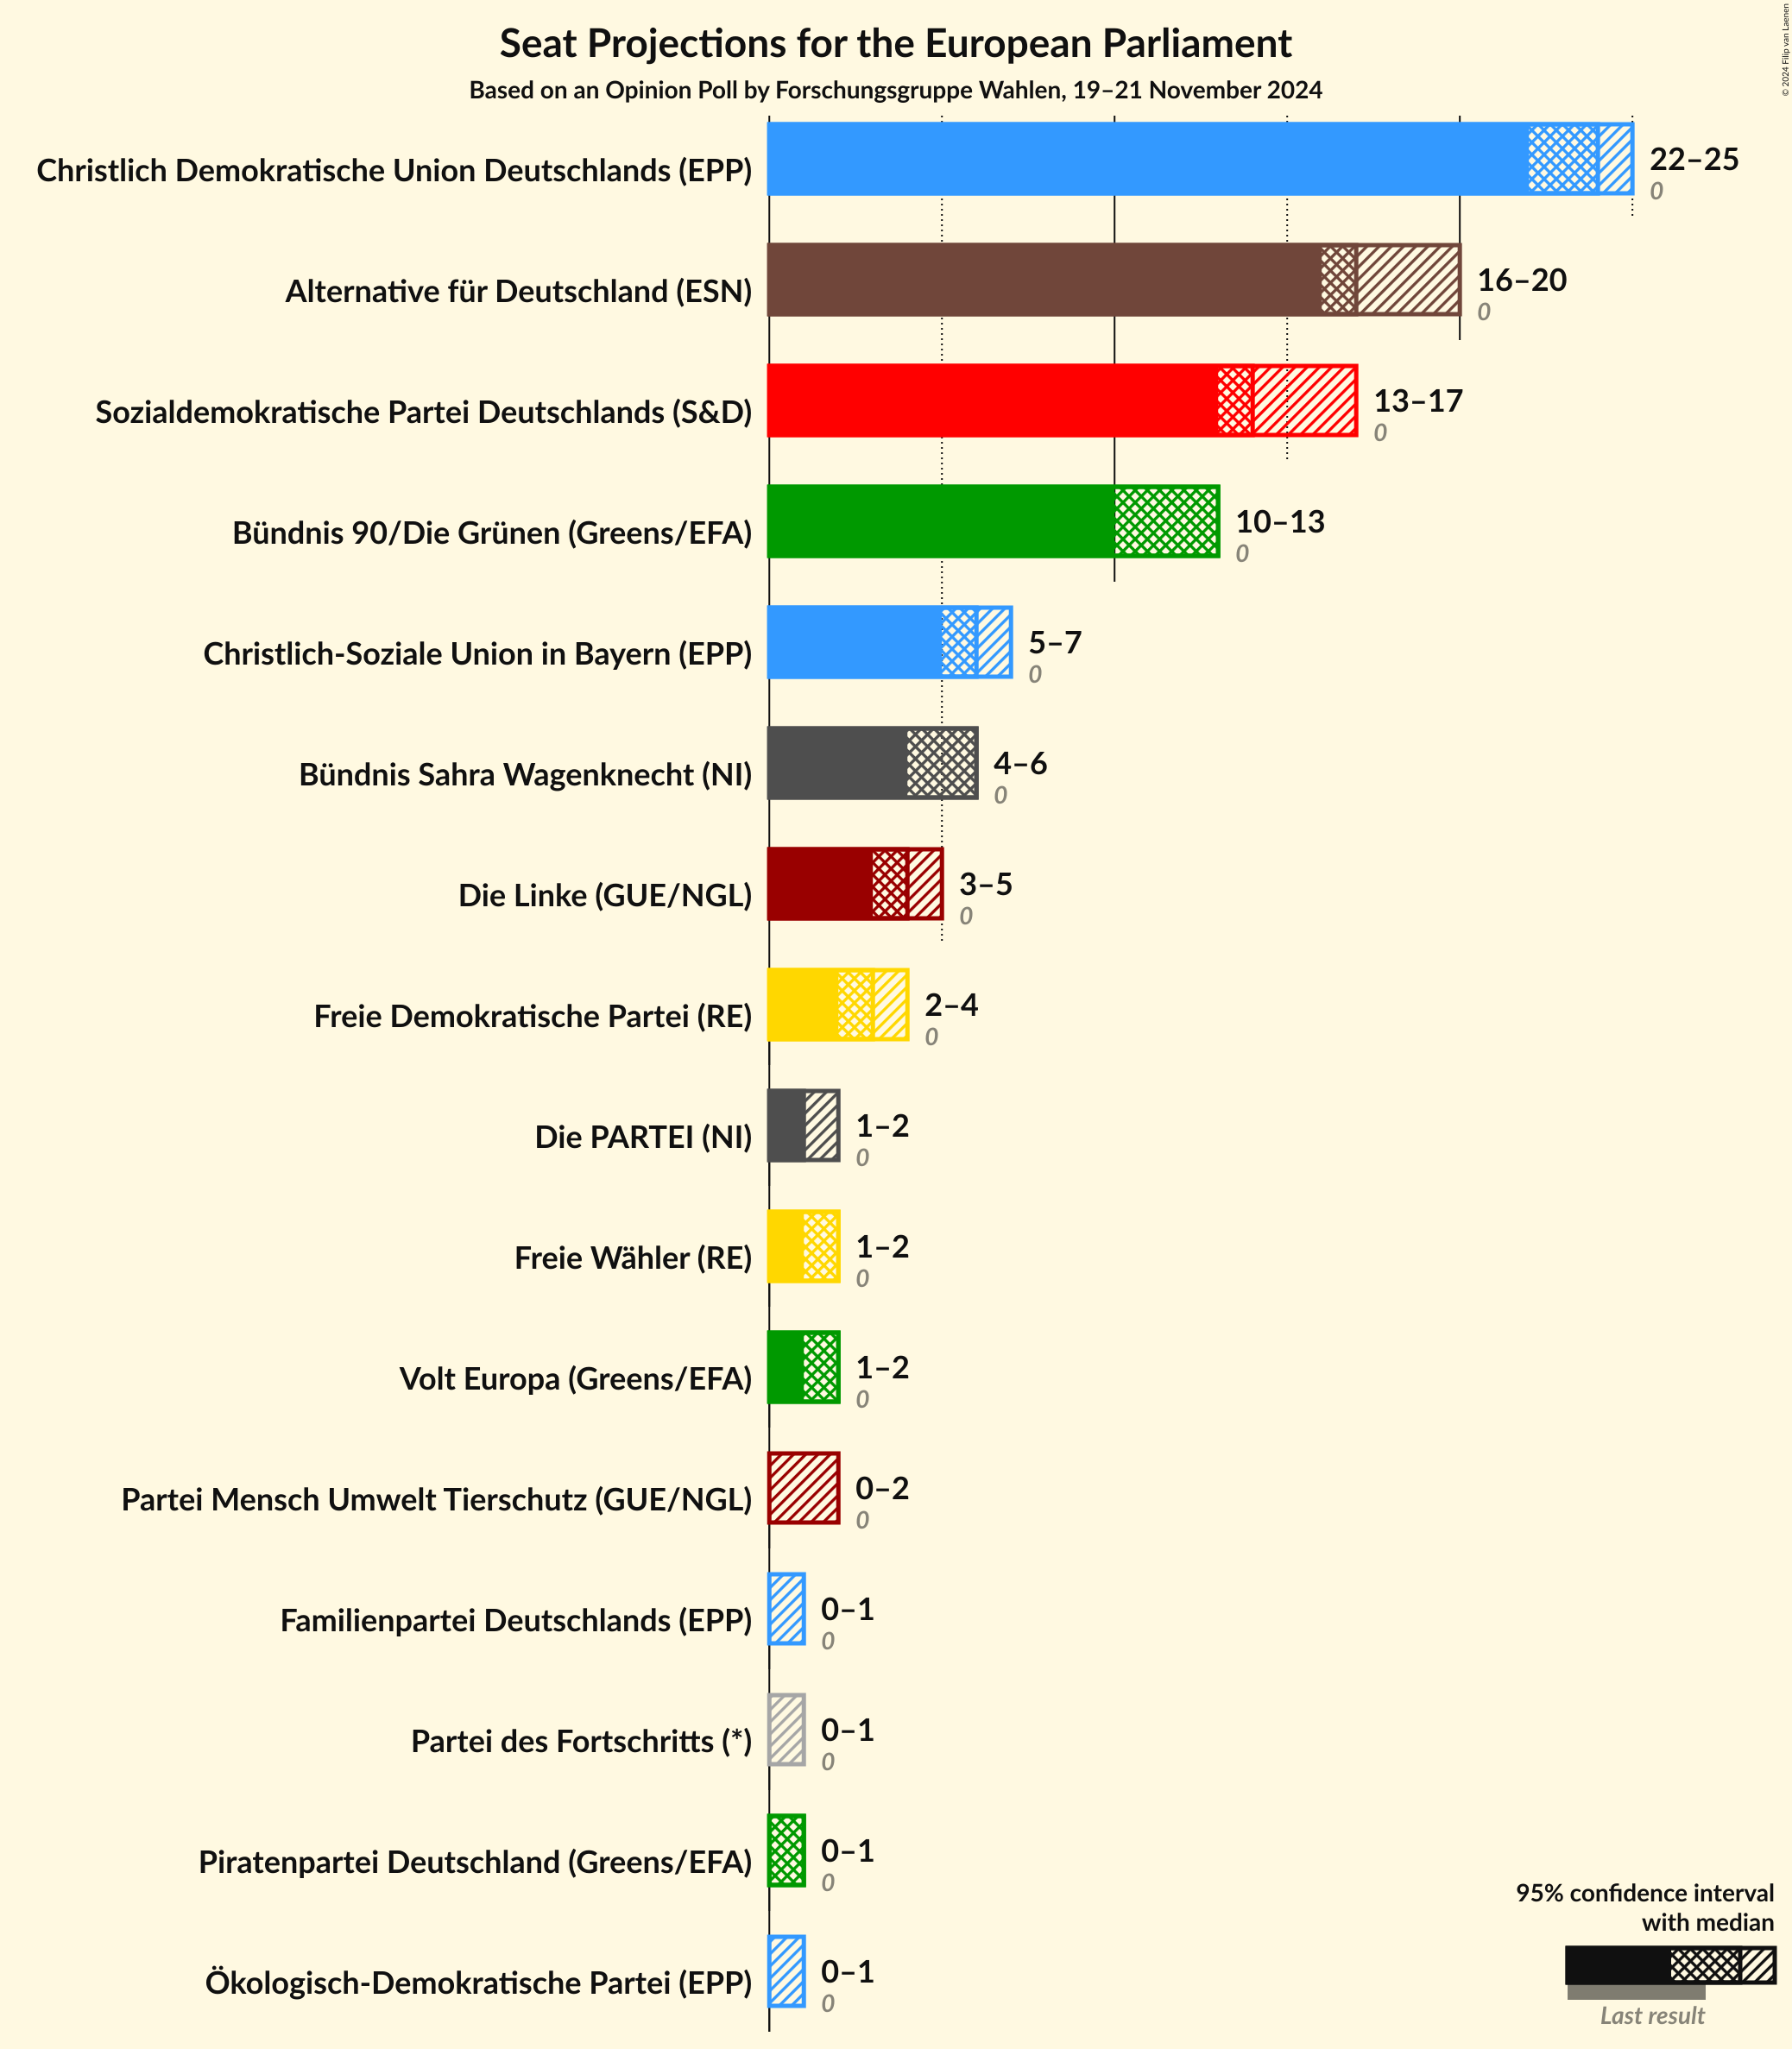 Seat Projections for the European Parliament
Based on an Opinion Poll by Forschungsgruppe Wahlen, 19–21 November 2024
© 2024 Filip van Laenen
Christlich Demokratische Union Deutschlands (EPP)
22–25
0
Alternative für Deutschland (ESN)
16–20
0
Sozialdemokratische Partei Deutschlands (S&D)
13–17
0
Bündnis 90/Die Grünen (Greens/EFA)
10–13
0
Christlich-Soziale Union in Bayern (EPP)
5–7
0
Bündnis Sahra Wagenknecht (NI)
4–6
0
Die Linke (GUE/NGL)
3–5
0
Freie Demokratische Partei (RE)
2–4
0
Die PARTEI (NI)
1–2
0
Freie Wähler (RE)
1–2
0
Volt Europa (Greens/EFA)
1–2
0
Partei Mensch Umwelt Tierschutz (GUE/NGL)
0–2
0
Familienpartei Deutschlands (EPP)
0–1
0
Partei des Fortschritts (*)
0–1
0
Piratenpartei Deutschland (Greens/EFA)
0–1
0
Ökologisch-Demokratische Partei (EPP)
0–1
0
95% confidence interval
with median
Last result